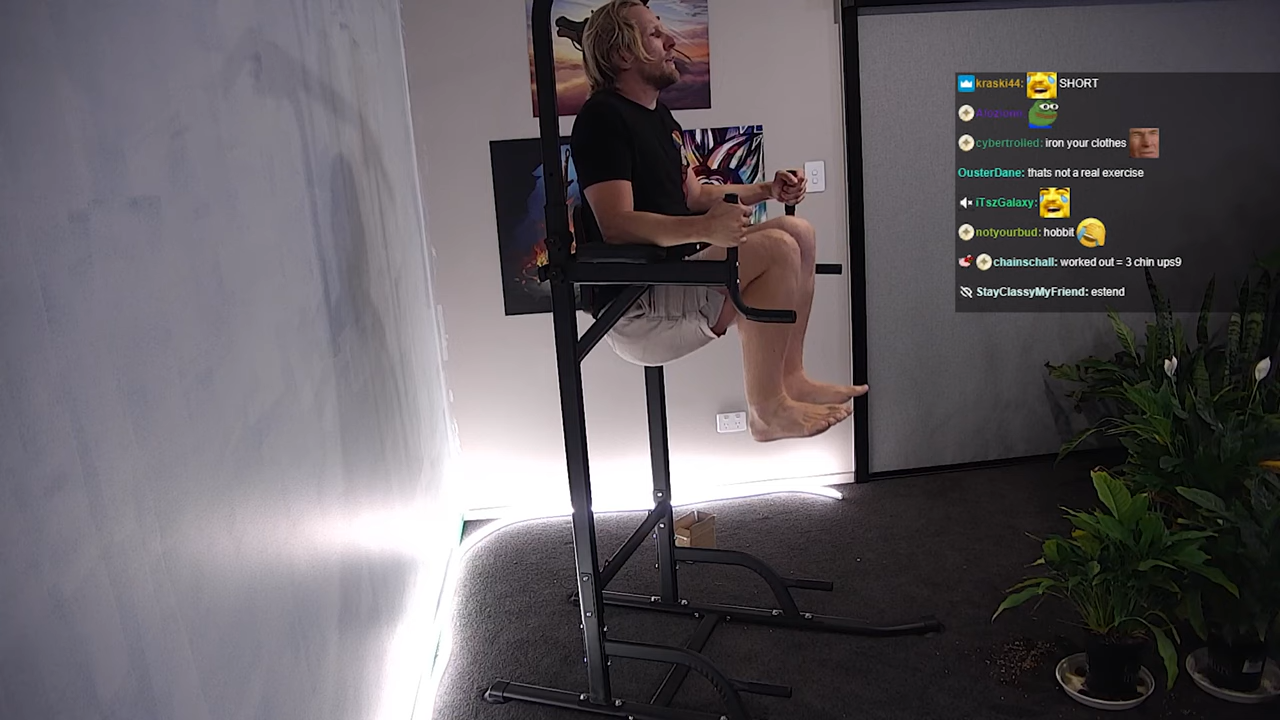 kraski44: SHORT
cybertrolled: iron your clothes
OusterDane: thats not a real exercise
iTszGalaxy:
notyourbud: hobbit
chainschall: worked out = 3 chin ups9
StayClassyMyFriend: estend